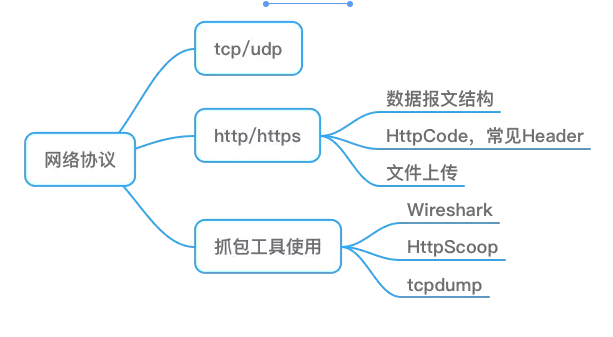 网络协议
tcp/udp
http/https
数据报文结构
HttpCode，常见Header
文件上传
抓包工具使用
Wireshark
HttpScoop
tcpdump